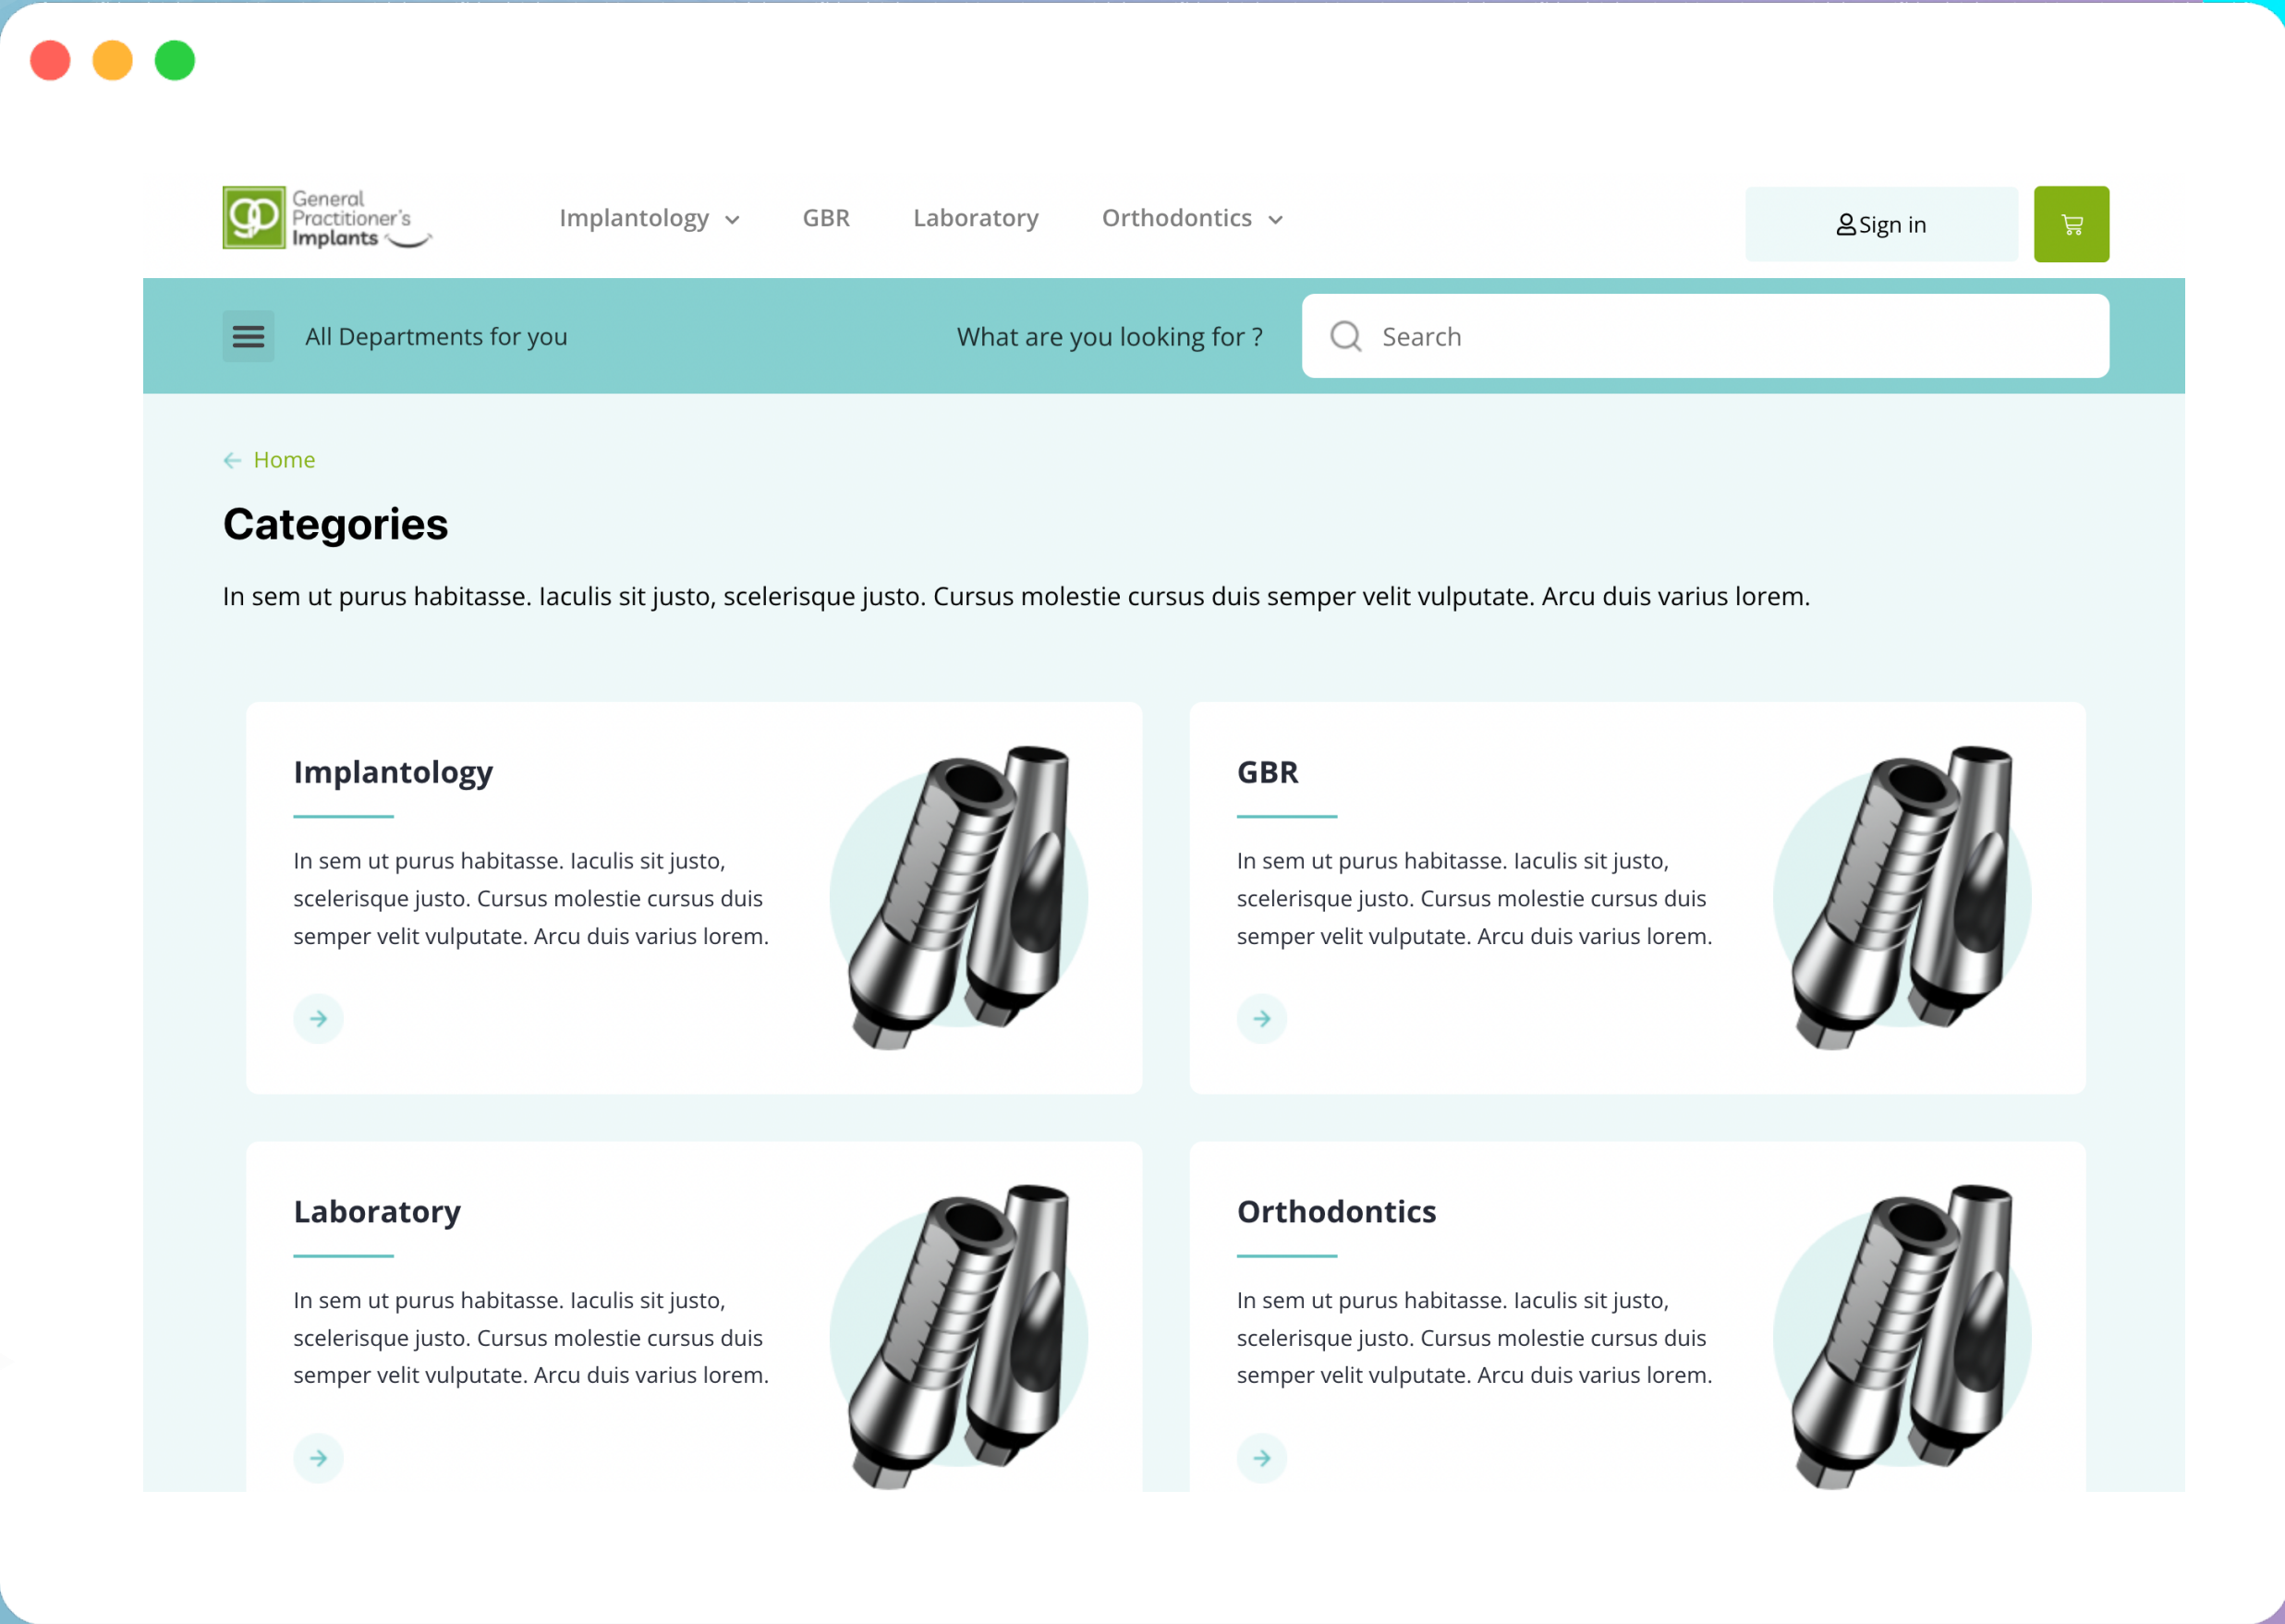 General
Practitioner's
Implants
Implantology
GBR
Laboratory
Orthodontics
Sign in
All Departments for you
What are you looking for ?
Search
Home
Categories
In sem ut purus habitasse. Iaculis sit justo, scelerisque justo. Cursus molestie cursus duis semper velit vulputate. Arcu duis varius lorem.
Implantology
In sem ut purus habitasse. Iaculis sit justo,
scelerisque justo. Cursus molestie cursus duis
semper velit vulputate. Arcu duis varius lorem.
GBR
In sem ut purus habitasse. Iaculis sit justo,
scelerisque justo. Cursus molestie cursus duis
semper velit vulputate. Arcu duis varius lorem.
Laboratory
In sem ut purus habitasse. Iaculis sit justo,
scelerisque justo. Cursus molestie cursus duis
semper velit vulputate. Arcu duis varius lorem.
Orthodontics
In sem ut purus habitasse. Iaculis sit justo,
scelerisque justo. Cursus molestie cursus duis
semper velit vulputate. Arcu duis varius lorem.